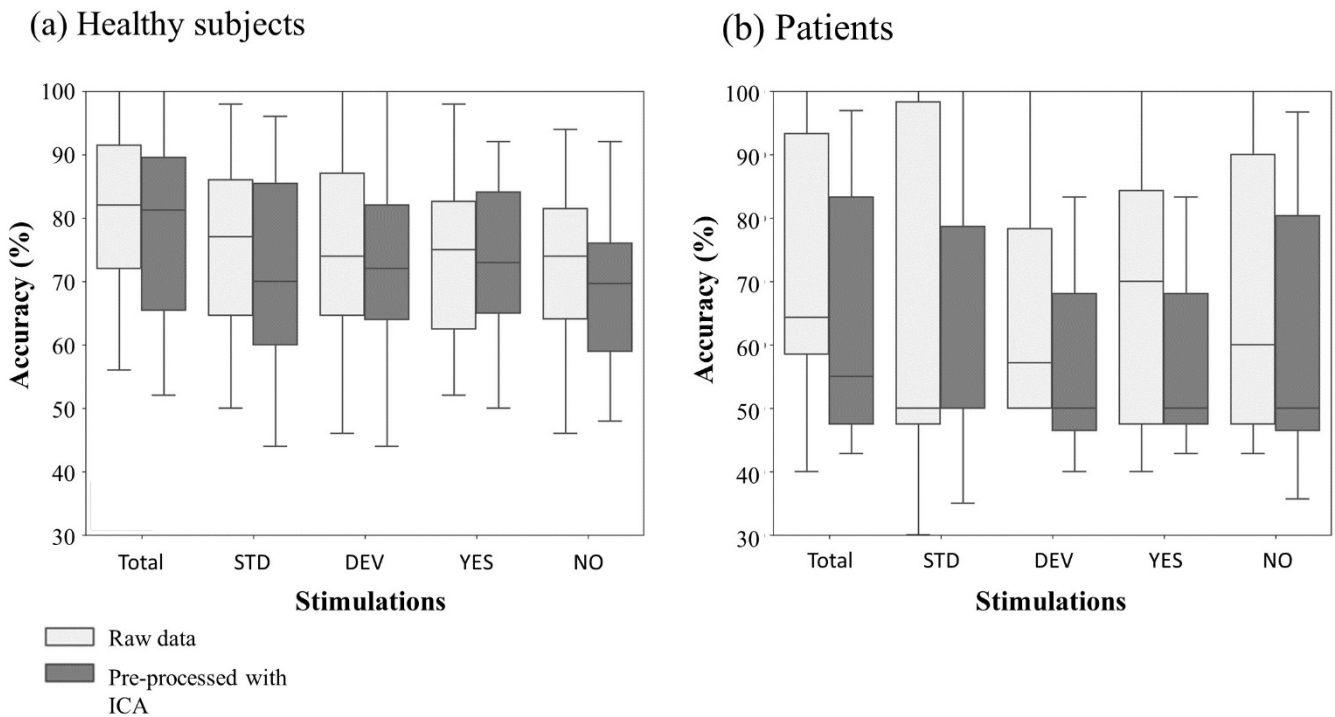 (a) Healthy subjects
100
90
80
70
60
50
40
30
Accuracy (%)
Total STD DEV YES NO
Stimulations
Raw data
Pre-processed with
ICA
(b) Patients
100
90
80
70
60
50
40
30
Accuracy (%)
Total STD DEV YES NO
Stimulations